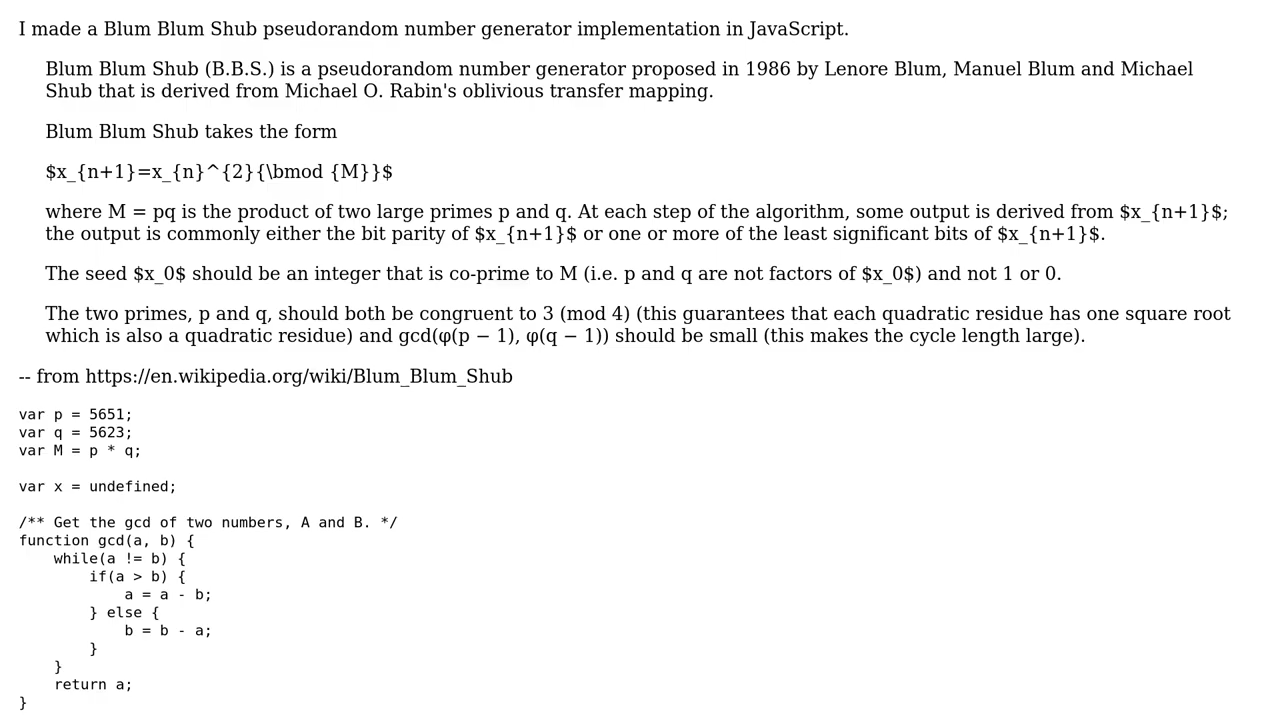 I made a Blum Blum Shub pseudorandom number generator implementation in JavaScript.
Blum Blum Shub (B.B.S.) is a pseudorandom number generator proposed in 1986 by Lenore Blum, Manuel Blum and Michael
Shub that is derived from Michael O. Rabin's oblivious transfer mapping.
Blum Blum Shub takes the form
$x_{n+1}=x_{n}^{2}{\bmod {M}}$
where M = pq is the product of two large primes p and q. At each step of the algorithm, some output is derived from $x_{n+1}$;
the output is commonly either the bit parity of $x_{n+1}$ or one or more of the least significant bits of $x_{n+1}$.
The seed $x_0$ should be an integer that is co-prime to M (i.e. p and q are not factors of $x_0$) and not 1 or 0.
The two primes, p and q, should both be congruent to 3 (mod 4) (this guarantees that each quadratic residue has one square root
which is also a quadratic residue) and gcd(φ(p − 1), φ(q − 1)) should be small (this makes the cycle length large).
-- from https://en.wikipedia.org/wiki/Blum_Blum_Shub
var p = 5651;
var q = 5623;
var M = p * q;
var x = undefined;
/** Get the gcd of two numbers, A and B. */
function gcd(a, b) {
    while(a != b) {
        if(a > b) {
            a = a - b;
        } else {
            b = b - a;
        }
    }
    return a;
}